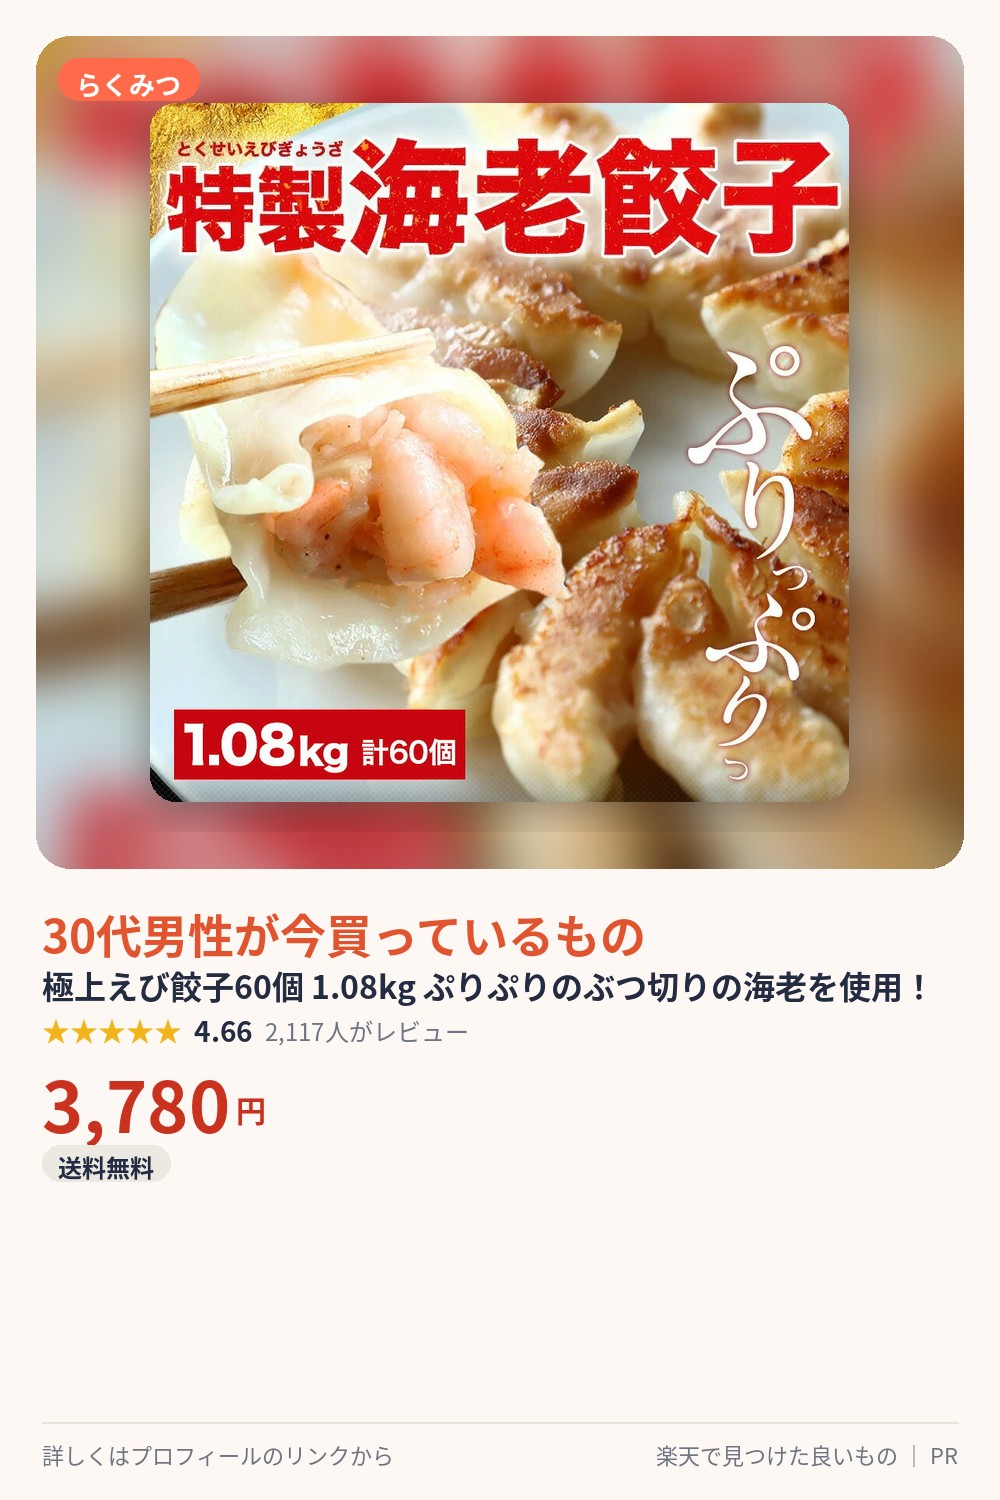 らくみつ
とくせいえびぎょうざ
特製海老餃子
ぷりっぷりっ
1.08kg 計60個
30代男性が今買っているもの
極上えび餃子60個 1.08kg ぷりぷりのぶつ切りの海老を使用！
★★★★★ 4.66 2,117人がレビュー
3,780円
送料無料
詳しくはプロフィールのリンクから
楽天で見つけた良いもの ｜ PR